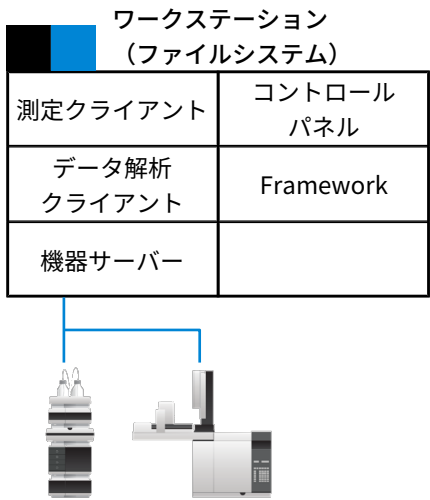 ワークステーション
（ファイルシステム）
測定クライアント
コントロール
パネル
データ解析
クライアント
Framework
機器サーバー